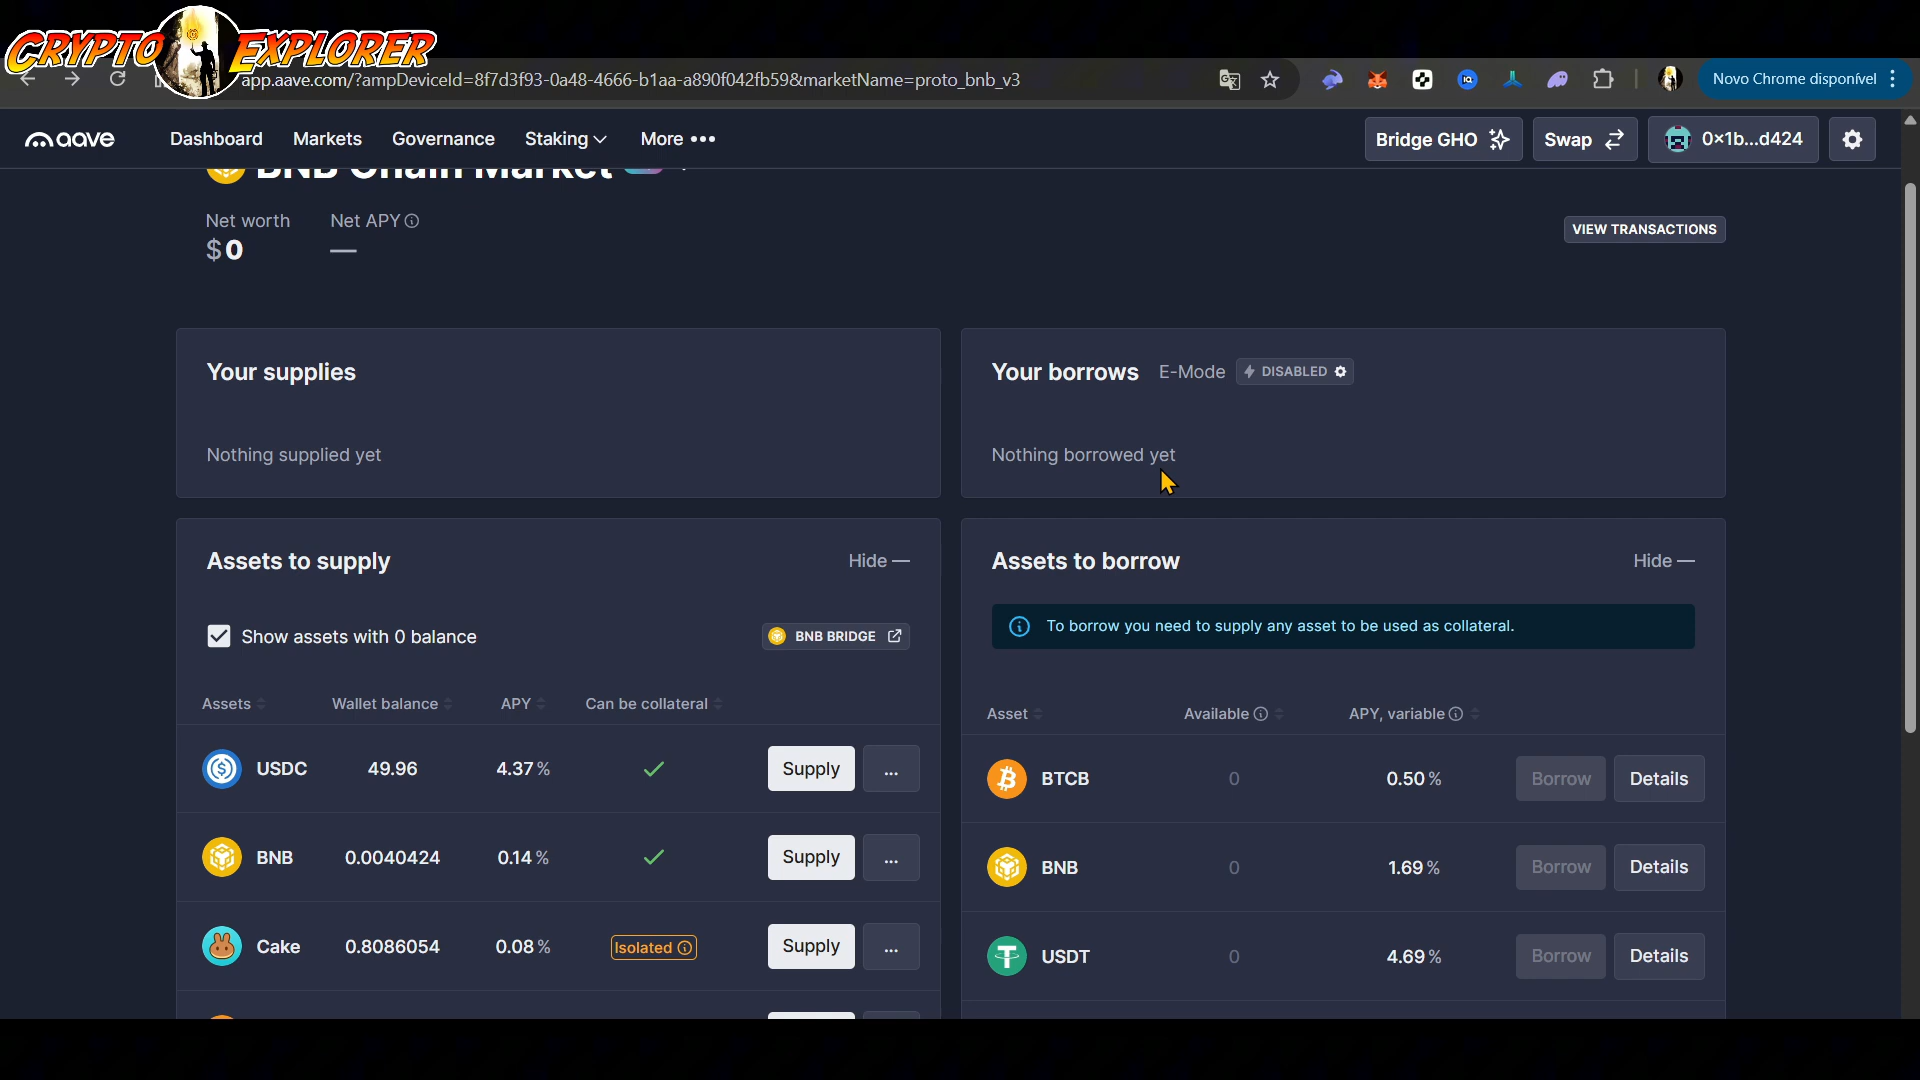 CRYPTO EXPLORER
app.aave.com/?ampDeviceId=8f7d3f93-0a48-4666-b1aa-a890f042fb59&marketName=proto_bnb_v3
Novo Chrome disponível
aave
Dashboard
Markets
Governance
Staking
More
Bridge GHO
Swap
0×1b...d424
BNB Chain Market
Net worth
Net APY
$0
—
VIEW TRANSACTIONS
Your supplies
Nothing supplied yet
Your borrows
E-Mode
DISABLED
Nothing borrowed yet
Assets to supply
Hide —
Show assets with 0 balance
BNB BRIDGE
Assets
Wallet balance
APY
Can be collateral
USDC
49.96
4.37%
Supply
...
BNB
0.0040424
0.14%
Supply
...
Cake
0.8086054
0.08%
Isolated
Supply
...
Assets to borrow
Hide —
To borrow you need to supply any asset to be used as collateral.
Asset
Available
APY, variable
BTCB
0
0.50%
Borrow
Details
BNB
0
1.69%
Borrow
Details
USDT
0
4.69%
Borrow
Details